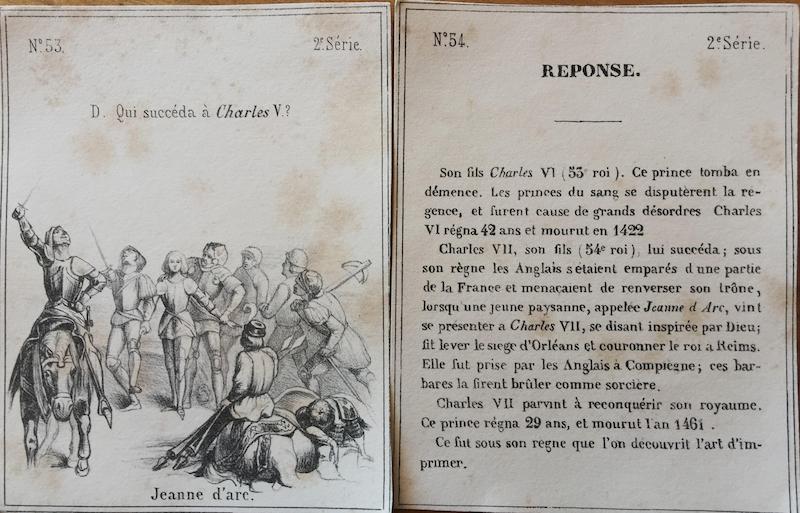 N° 53.
2e Série.
D. Qui succéda à Charles V.?
Jeanne d'arc.
N° 54.
2e Série.
REPONSE.
Son fils Charles VI (53 roi). Ce prince tomba en
démence. Les princes du sang se disputèrent la re-
gence, et furent cause de grands désordres Charles
VI régna 42 ans et mourut en 1422
Charles VII, son fils (54e roi) lui succéda; sous
son règne les Anglais s étaient emparés d une partie
de la France et menaçaient de renverser son trône,
lorsqu'une jeune paysanne, appelée Jeanne d Arc, vint
se présenter a Charles VII, se disant inspirée par Dieu;
fit lever le siege d'Orléans et couronner le roi a Reims.
Elle fut prise par les Anglais à Compiegne; ces bar-
bares la firent brûler comme sorcière.
Charles VII parvint à reconquérir son royaume.
Ce prince régna 29 ans, et mourut l'an 1461.
Ce fut sous son regne que l'on découvrit l'art d'im-
primer.